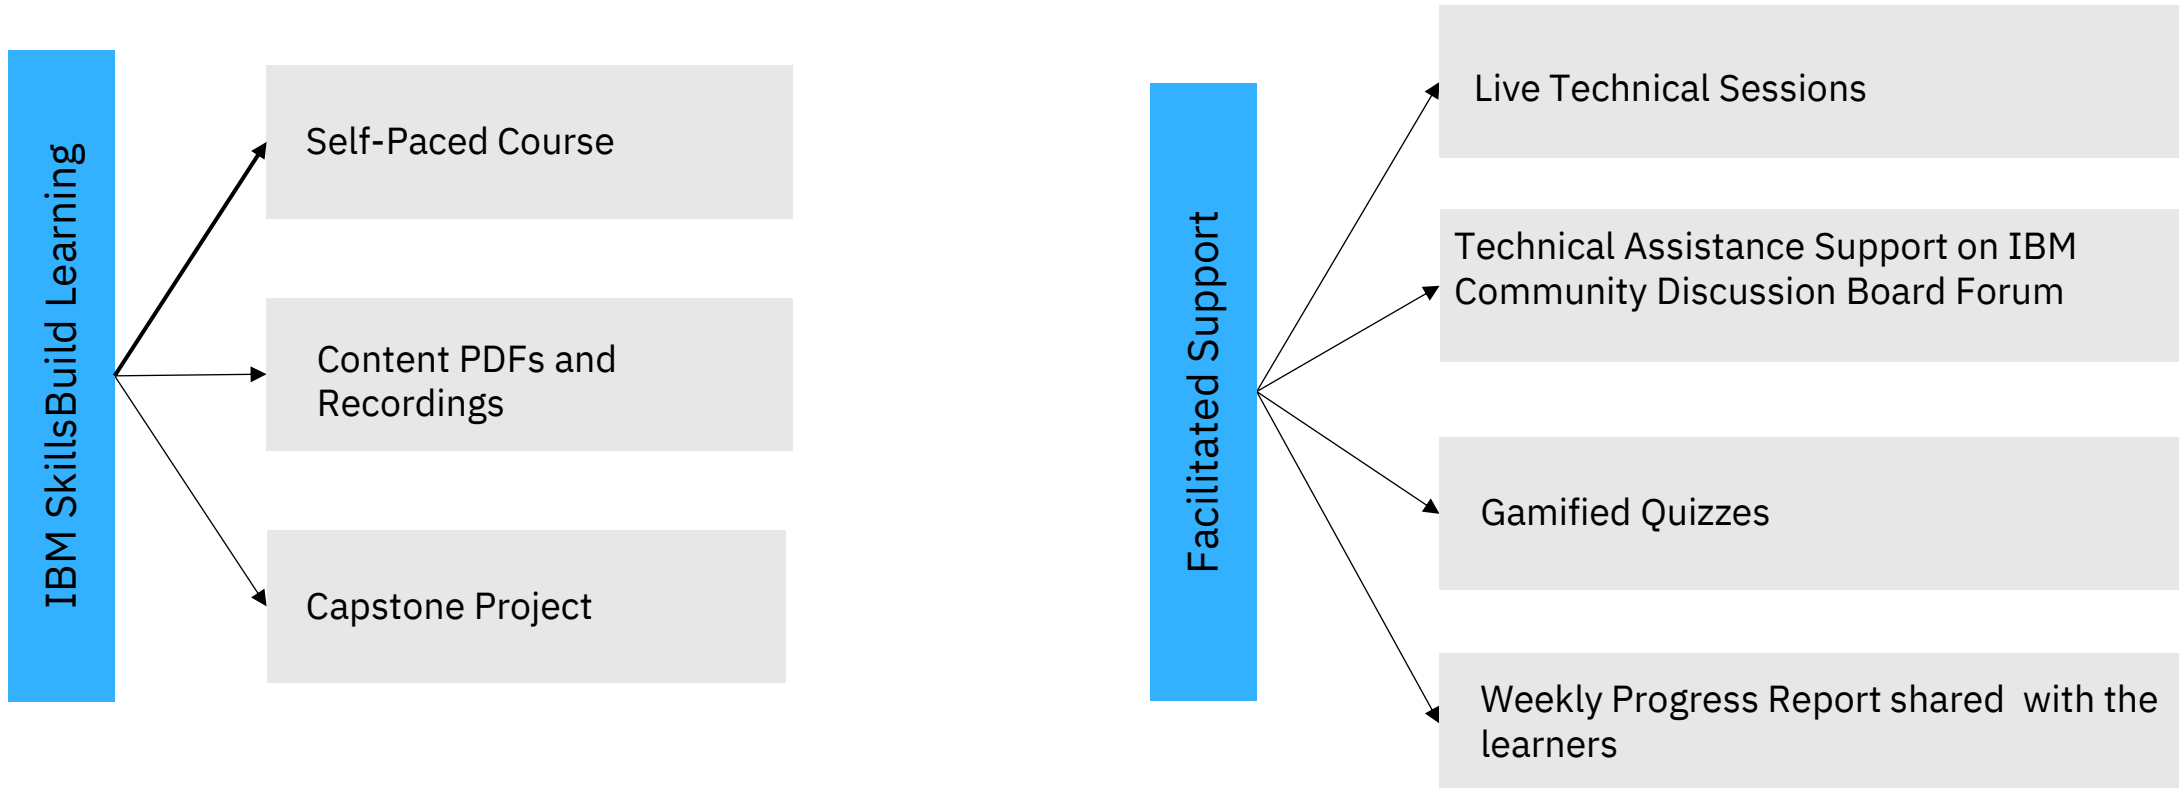 IBM SkillsBuild Learning
Self-Paced Course
Content PDFs and
Recordings
Capstone Project
Facilitated Support
Live Technical Sessions
Technical Assistance Support on IBM
Community Discussion Board Forum
Gamified Quizzes
Weekly Progress Report shared  with the
learners